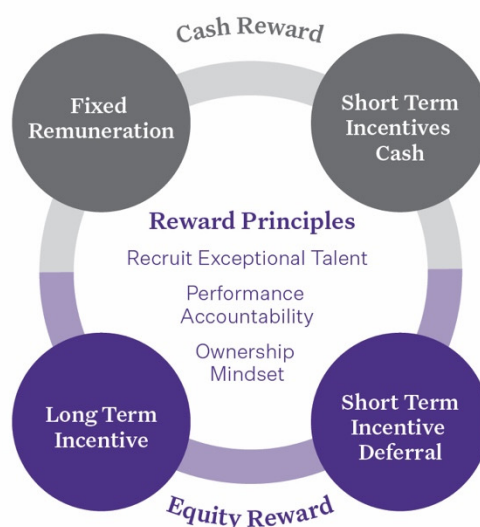 Cash Reward
Fixed
Remuneration
Short Term
Incentives
Cash
Reward Principles
Recruit Exceptional Talent
Performance
Accountability
Ownership
Mindset
Long Term
Incentive
Short Term
Incentive
Deferral
Equity Reward